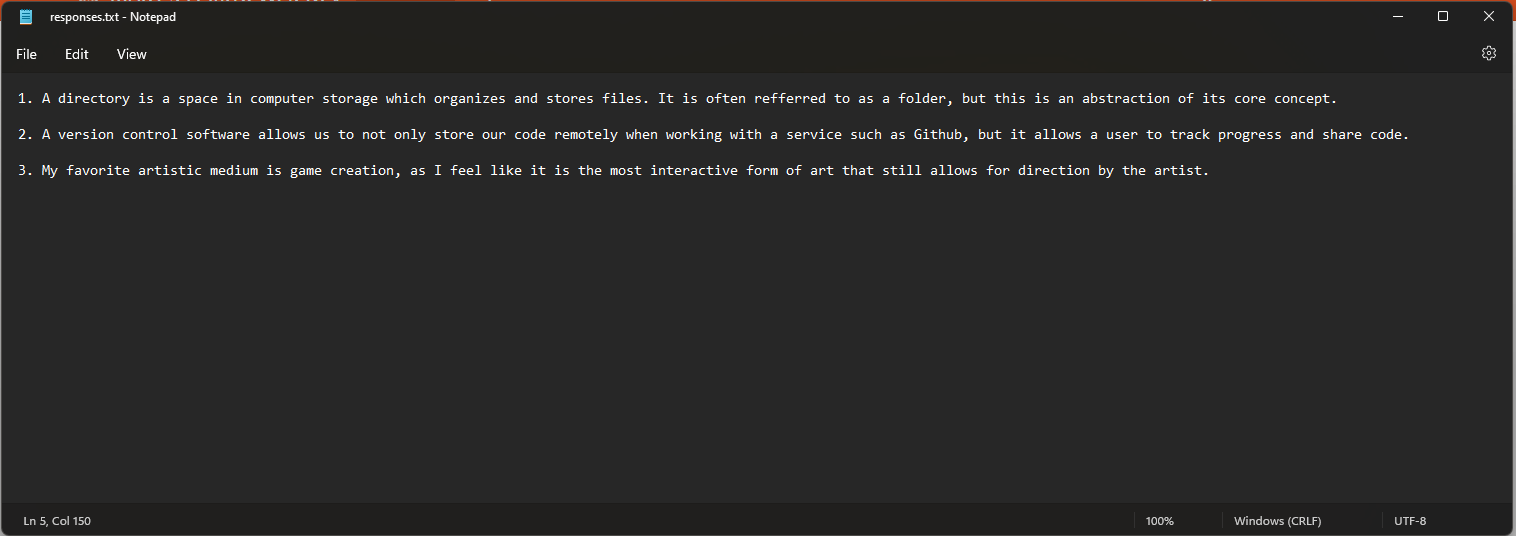 responses.txt - Notepad
File Edit View
1. A directory is a space in computer storage which organizes and stores files. It is often refferred to as a folder, but this is an abstraction of its core concept.
2. A version control software allows us to not only store our code remotely when working with a service such as Github, but it allows a user to track progress and share code.
3. My favorite artistic medium is game creation, as I feel like it is the most interactive form of art that still allows for direction by the artist.
Ln 5, Col 150 100% Windows (CRLF) UTF-8